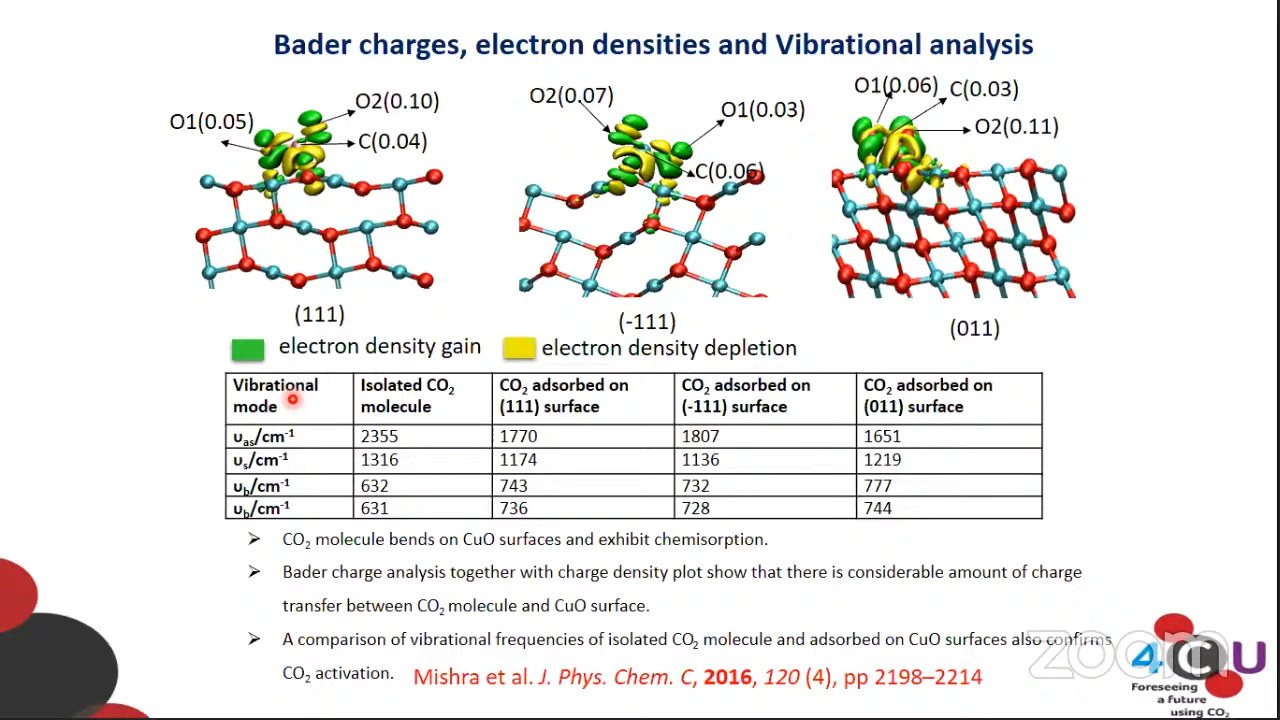 Bader charges, electron densities and Vibrational analysis
O1(0.05)
O2(0.10)
C(0.04)
(111)
O2(0.07)
O1(0.03)
C(0.06)
(-111)
O1(0.06)
C(0.03)
O2(0.11)
(011)
electron density gain
electron density depletion
Vibrational mode | Isolated CO₂ molecule | CO₂ adsorbed on (111) surface | CO₂ adsorbed on (-111) surface | CO₂ adsorbed on (011) surface
υas/cm⁻¹ 2355 1770 1807 1651
υs/cm⁻¹ 1316 1174 1136 1219
υb/cm⁻¹ 632 743 732 777
υb/cm⁻¹ 631 736 728 744
➢ CO₂ molecule bends on CuO surfaces and exhibit chemisorption.
➢ Bader charge analysis together with charge density plot show that there is considerable amount of charge
transfer between CO₂ molecule and CuO surface.
➢ A comparison of vibrational frequencies of isolated CO₂ molecule and adsorbed on CuO surfaces also confirms
CO₂ activation.
Mishra et al. J. Phys. Chem. C, 2016, 120 (4), pp 2198–2214
zoom
4CU
Foreseeing
a future
using CO₂